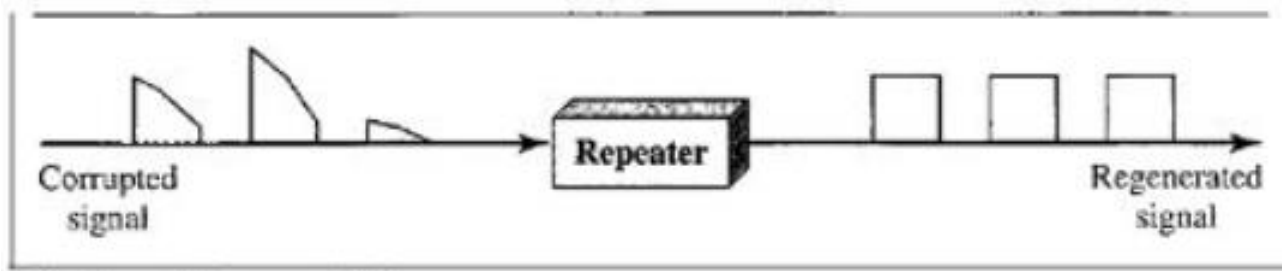 Repeater
Corrupted
signal
Regenerated
signal